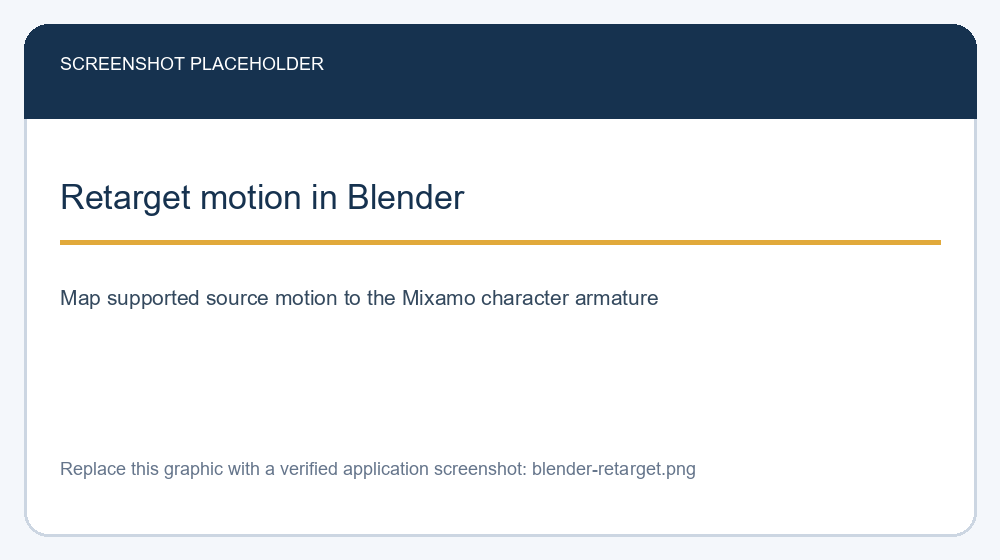 SCREENSHOT PLACEHOLDER
Retarget motion in Blender
Map supported source motion to the Mixamo character armature
Replace this graphic with a verified application screenshot: blender-retarget.png